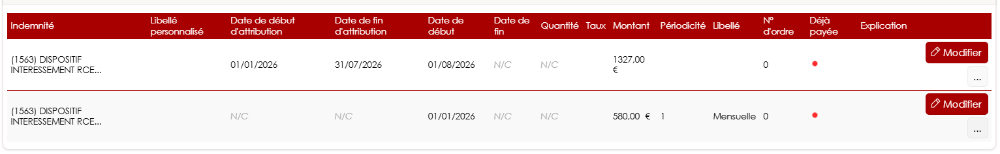 Indemnité Libellé personnalisé Date de début d'attribution Date de fin d'attribution Date de début Date de fin Quantité Taux Montant Périodicité Libellé N° d'ordre Déjà payée Explication
(1563) DISPOSITIF INTERESSEMENT RCE... 01/01/2026 31/07/2026 01/08/2026 N/C N/C 1327,00 € 0 Modifier
...
(1563) DISPOSITIF INTERESSEMENT RCE... N/C N/C 01/01/2026 N/C N/C 580,00 € 1 Mensuelle 0 Modifier
...